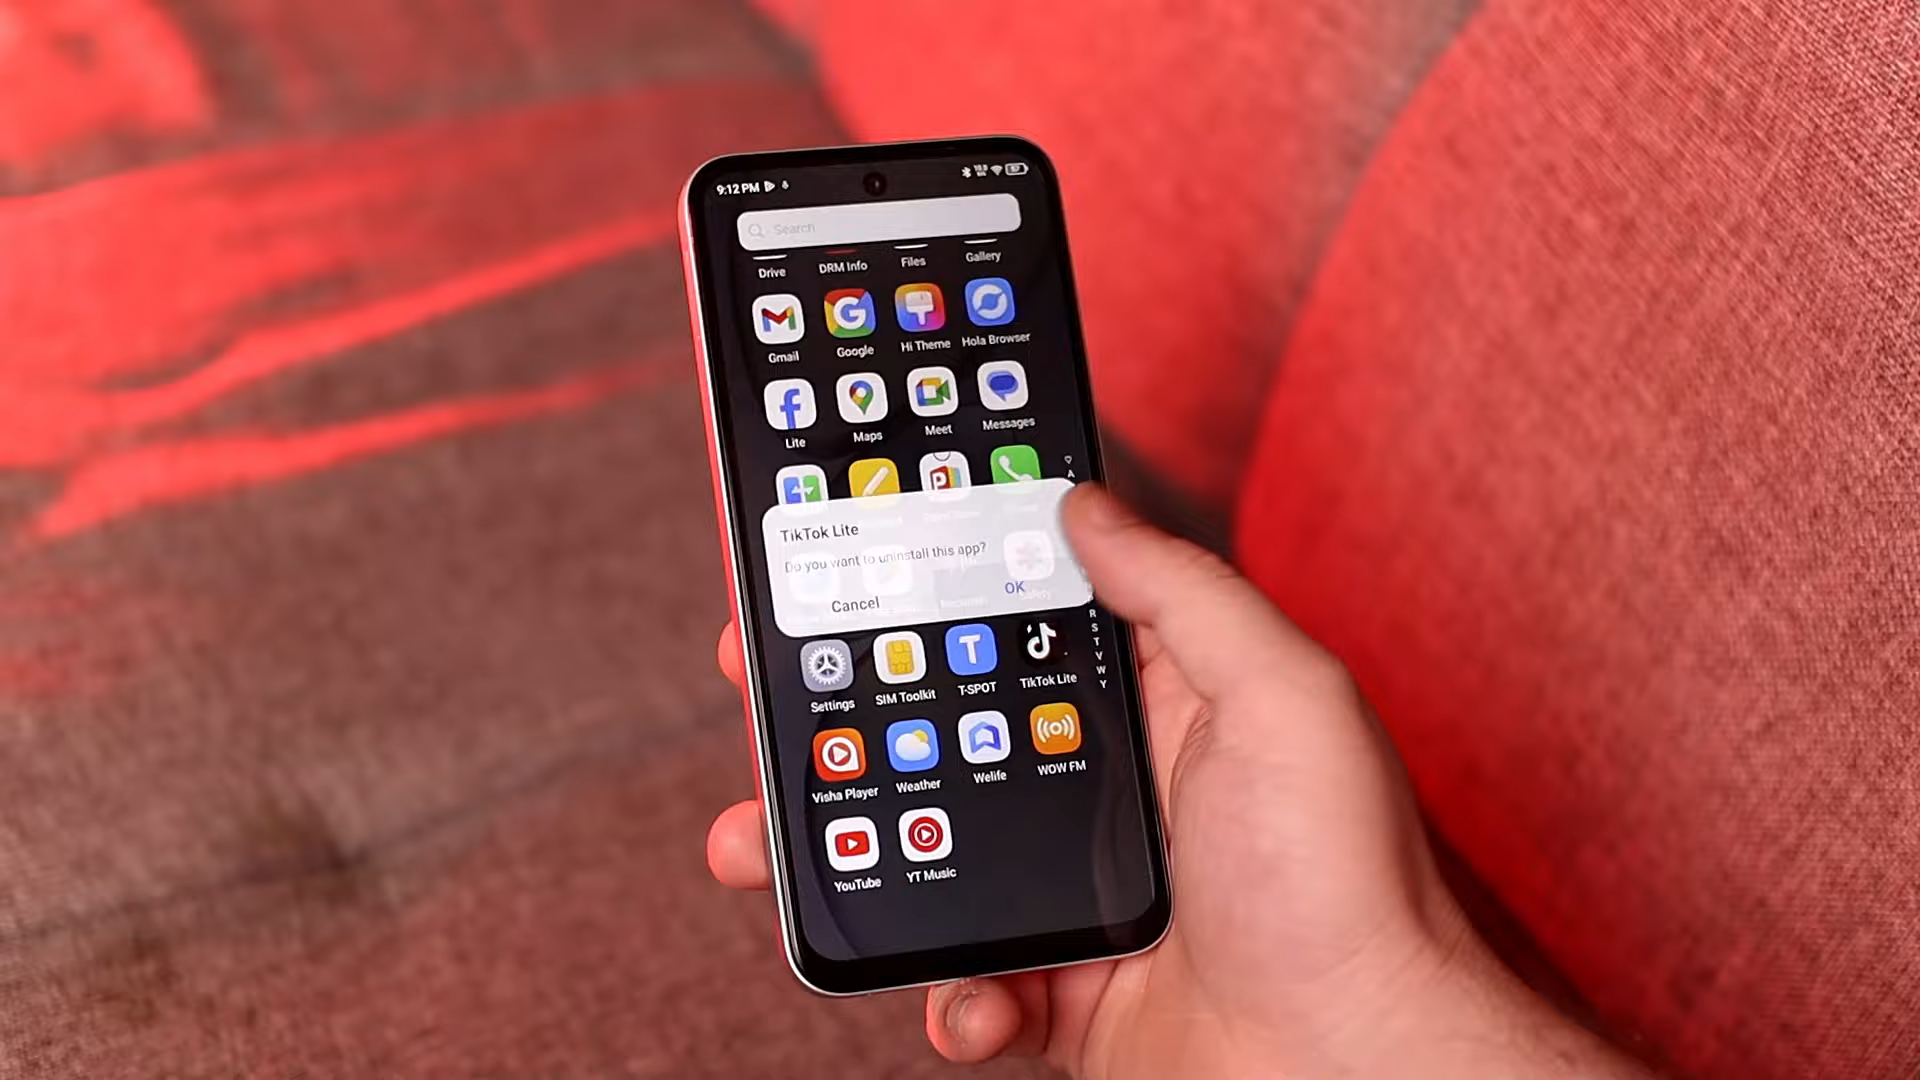 9:12 PM
Search
Drive DRM Info Files Gallery
Gmail Google Hi Theme Hola Browser
Lite Maps Meet Messages
TikTok Lite
Do you want to uninstall this app?
Cancel OK
Settings SIM Toolkit T-SPOT TikTok Lite
Visha Player Weather Welife WOW FM
YouTube YT Music
A
R
S
T
V
W
Y